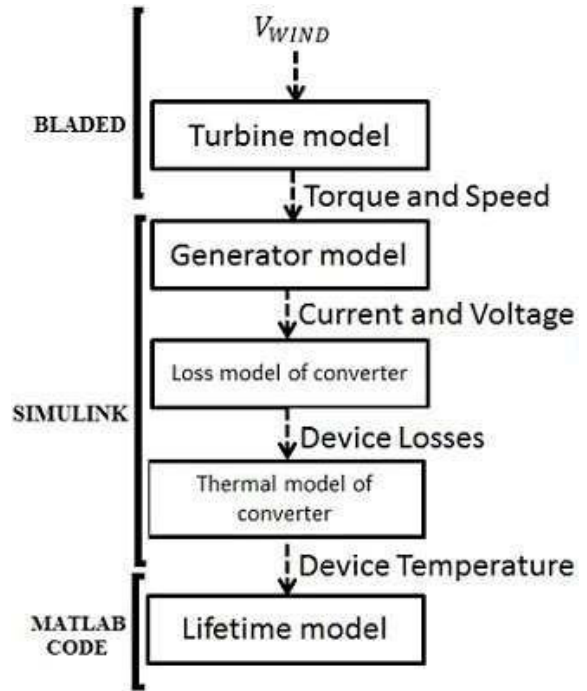 V_WIND
BLADED
Turbine model
Torque and Speed
Generator model
Current and Voltage
Loss model of converter
SIMULINK
Device Losses
Thermal model of
converter
Device Temperature
MATLAB
CODE
Lifetime model